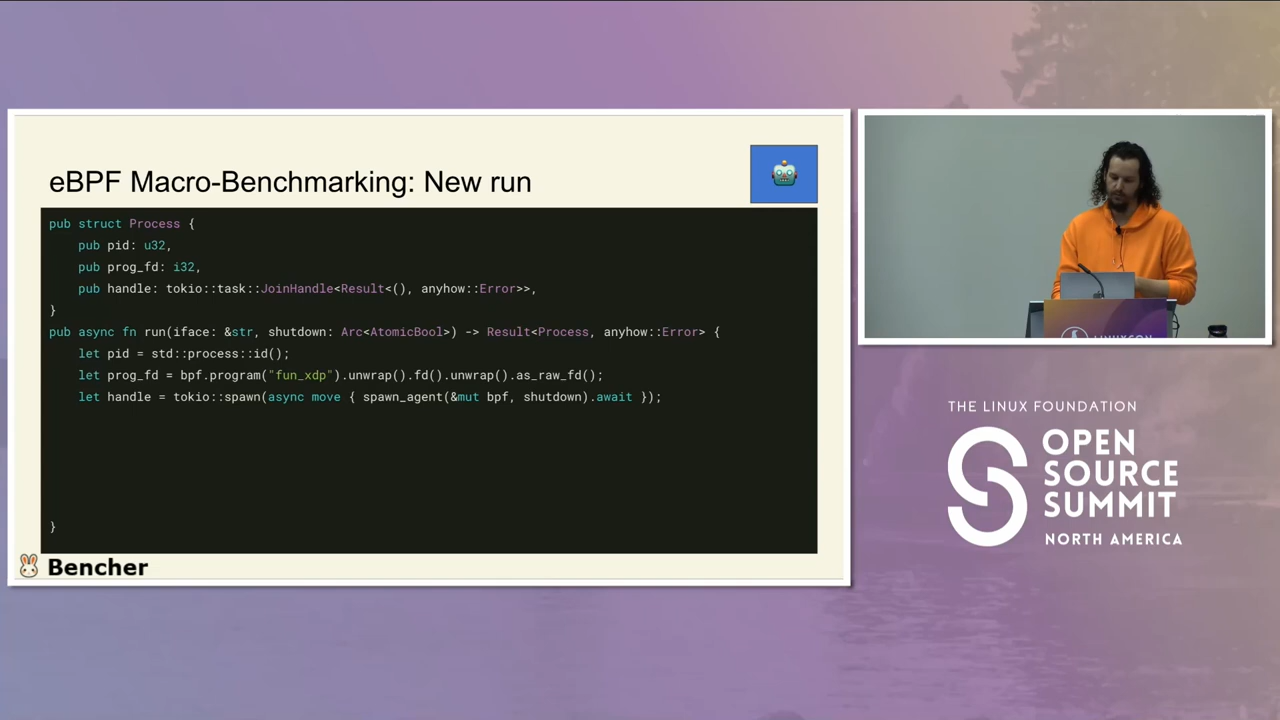 eBPF Macro-Benchmarking: New run
pub struct Process {
    pub pid: u32,
    pub prog_fd: i32,
    pub handle: tokio::task::JoinHandle<Result<(), anyhow::Error>>,
}
pub async fn run(iface: &str, shutdown: Arc<AtomicBool>) -> Result<Process, anyhow::Error> {
    let pid = std::process::id();
    let prog_fd = bpf.program("fun_xdp").unwrap().fd().unwrap().as_raw_fd();
    let handle = tokio::spawn(async move { spawn_agent(&mut bpf, shutdown).await });
}
Bencher
THE LINUX FOUNDATION
OPEN
SOURCE
SUMMIT
NORTH AMERICA